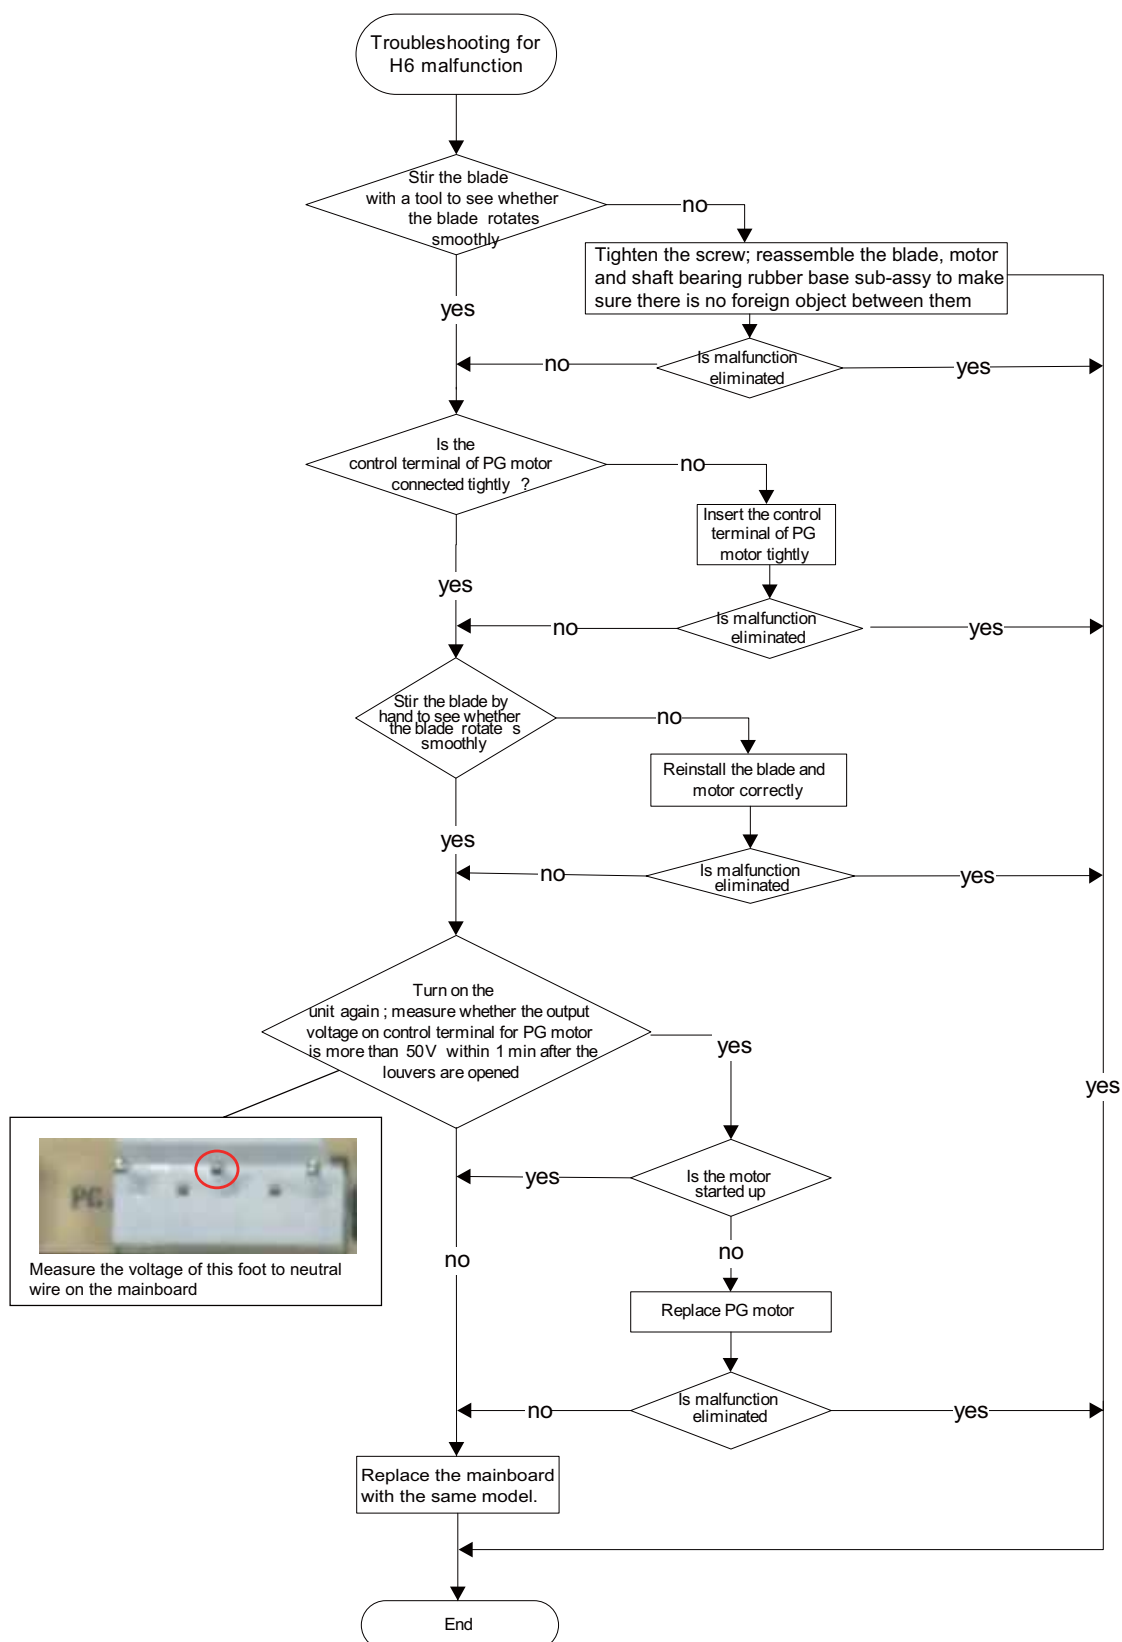 Troubleshooting for
H6 malfunction
Stir the blade
with a tool to see whether
the blade rotates
smoothly
no
Tighten the screw; reassemble the blade, motor
and shaft bearing rubber base sub-assy to make
sure there is no foreign object between them
yes
Is malfunction
eliminated
no
yes
Is the
control terminal of PG motor
connected tightly ?
no
Insert the control
terminal of PG
motor tightly
yes
Is malfunction
eliminated
no
yes
Stir the blade by
hand to see whether
the blade rotate s
smoothly
no
Reinstall the blade and
motor correctly
yes
Is malfunction
eliminated
no
yes
Turn on the
unit again ; measure whether the output
voltage on control terminal for PG motor
is more than 50V within 1 min after the
louvers are opened
yes
yes
PG
Measure the voltage of this foot to neutral
wire on the mainboard
Is the motor
started up
yes
no
no
Replace PG motor
Is malfunction
eliminated
no
yes
Replace the mainboard
with the same model.
End